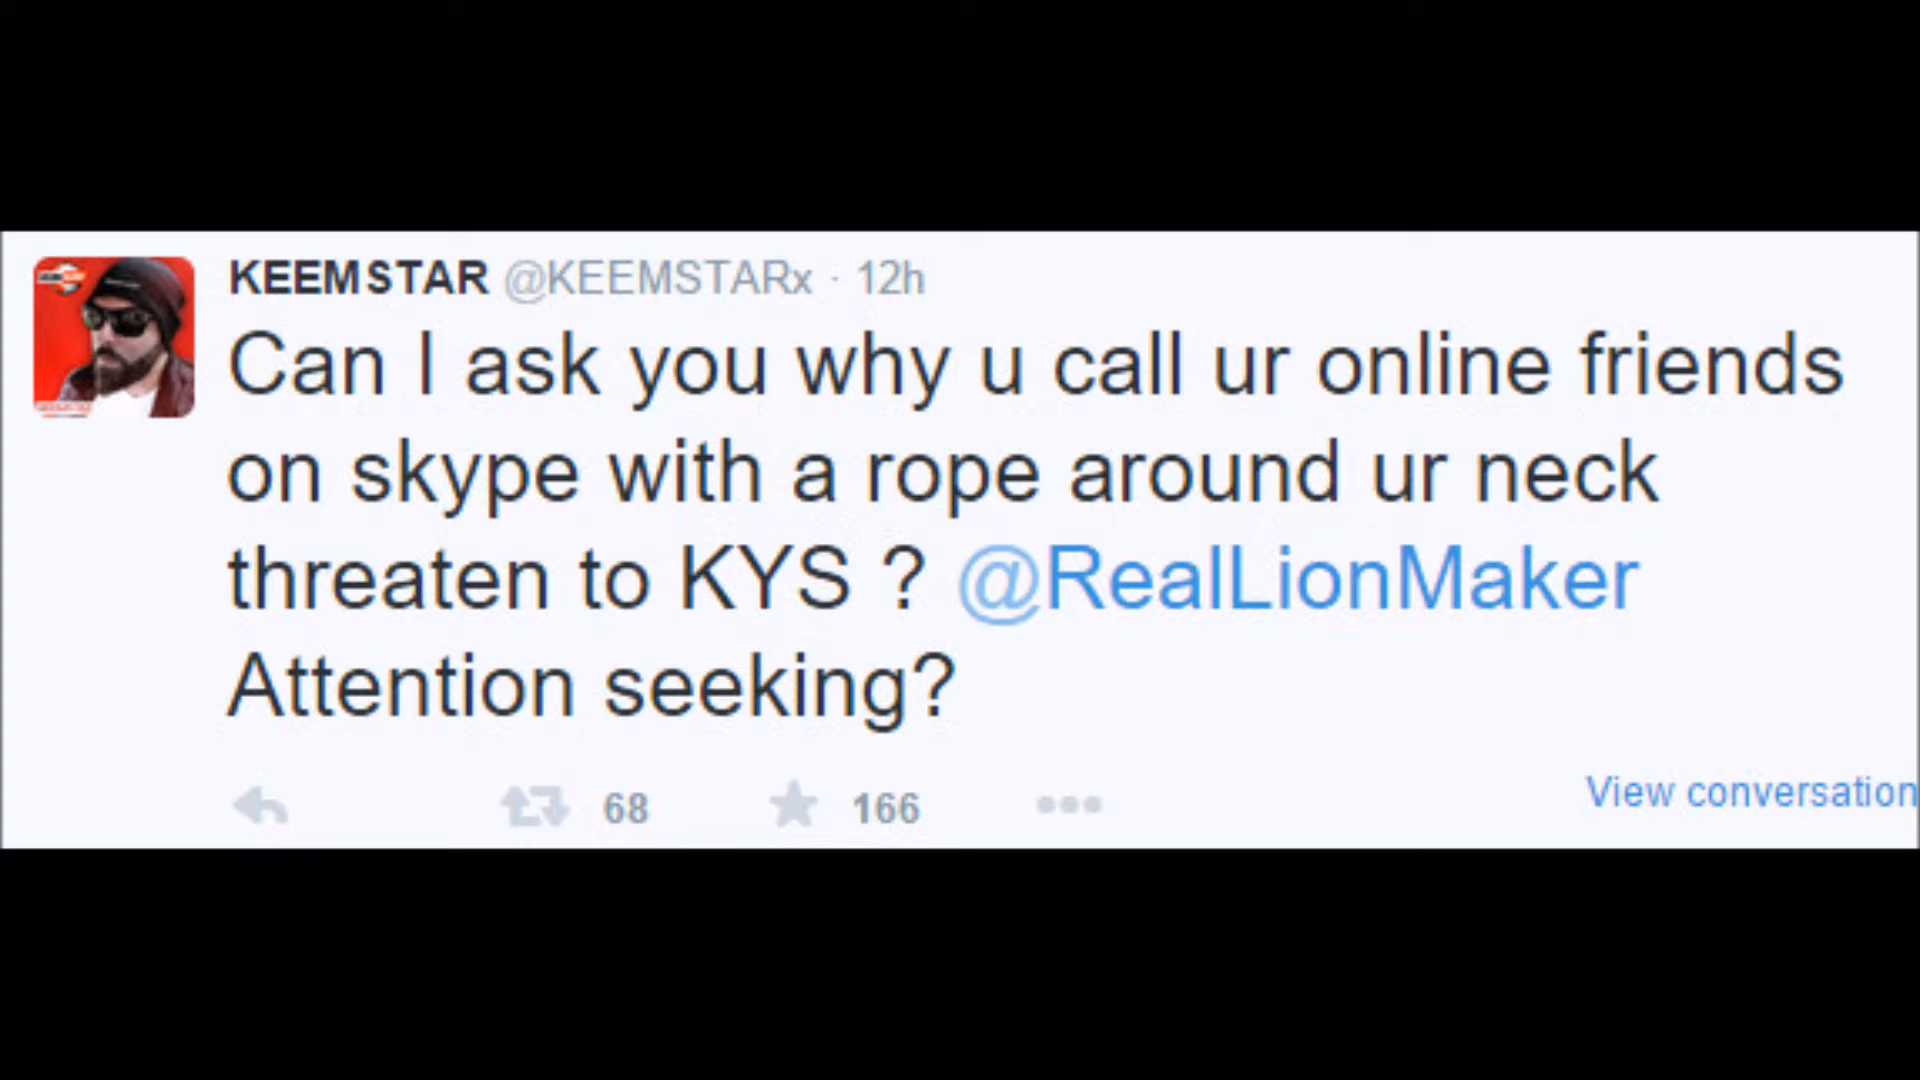 KEEMSTAR @KEEMSTARx · 12h
Can I ask you why u call ur online friends
on skype with a rope around ur neck
threaten to KYS ? @RealLionMaker
Attention seeking?
68 166
View conversation